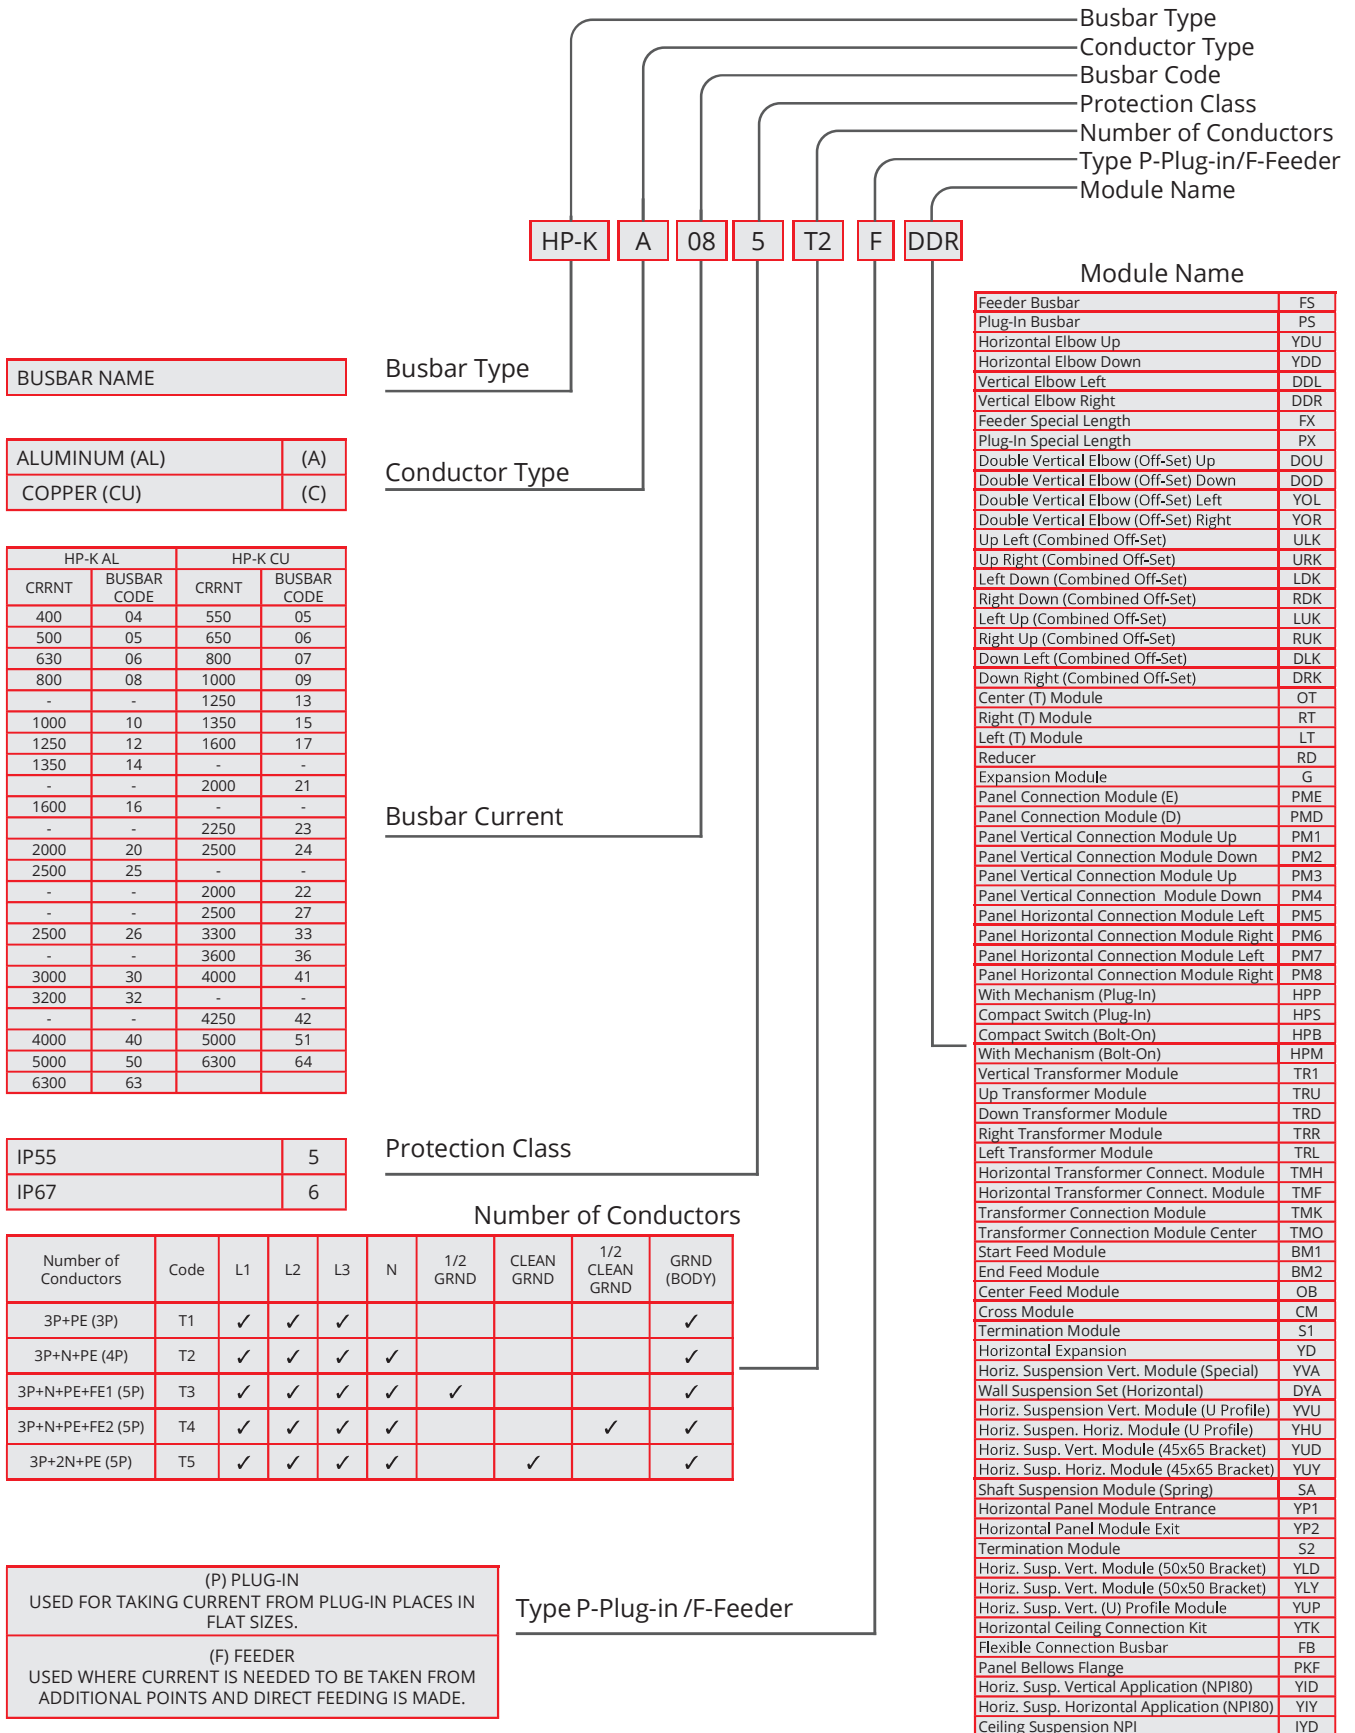 Busbar Type
Conductor Type
Busbar Code
Protection Class
Number of Conductors
Type P-Plug-in/F-Feeder
Module Name
HP-K A 08 5 T2 F DDR
BUSBAR NAME
Busbar Type
ALUMINUM (AL) (A)
COPPER (CU) (C)
Conductor Type
HP-K AL HP-K CU
CRRNT BUSBAR CODE CRRNT BUSBAR CODE
400 04 550 05
500 05 650 06
630 06 800 07
800 08 1000 09
- - 1250 13
1000 10 1350 15
1250 12 1600 17
1350 14 - -
- - 2000 21
1600 16 - -
- - 2250 23
2000 20 2500 24
2500 25 - -
- - 2000 22
- - 2500 27
2500 26 3300 33
- - 3600 36
3000 30 4000 41
3200 32 - -
- - 4250 42
4000 40 5000 51
5000 50 6300 64
6300 63
Busbar Current
IP55 5
IP67 6
Protection Class
Number of Conductors
Number of Conductors Code L1 L2 L3 N 1/2 GRND CLEAN GRND 1/2 CLEAN GRND GRND (BODY)
3P+PE (3P) T1 ✓ ✓ ✓ ✓
3P+N+PE (4P) T2 ✓ ✓ ✓ ✓ ✓
3P+N+PE+FE1 (5P) T3 ✓ ✓ ✓ ✓ ✓ ✓
3P+N+PE+FE2 (5P) T4 ✓ ✓ ✓ ✓ ✓ ✓
3P+2N+PE (5P) T5 ✓ ✓ ✓ ✓ ✓ ✓
(P) PLUG-IN
USED FOR TAKING CURRENT FROM PLUG-IN PLACES IN
FLAT SIZES.
(F) FEEDER
USED WHERE CURRENT IS NEEDED TO BE TAKEN FROM
ADDITIONAL POINTS AND DIRECT FEEDING IS MADE.
Type P-Plug-in /F-Feeder
Module Name
Feeder Busbar FS
Plug-In Busbar PS
Horizontal Elbow Up YDU
Horizontal Elbow Down YDD
Vertical Elbow Left DDL
Vertical Elbow Right DDR
Feeder Special Length FX
Plug-In Special Length PX
Double Vertical Elbow (Off-Set) Up DOU
Double Vertical Elbow (Off-Set) Down DOD
Double Vertical Elbow (Off-Set) Left YOL
Double Vertical Elbow (Off-Set) Right YOR
Up Left (Combined Off-Set) ULK
Up Right (Combined Off-Set) URK
Left Down (Combined Off-Set) LDK
Right Down (Combined Off-Set) RDK
Left Up (Combined Off-Set) LUK
Right Up (Combined Off-Set) RUK
Down Left (Combined Off-Set) DLK
Down Right (Combined Off-Set) DRK
Center (T) Module OT
Right (T) Module RT
Left (T) Module LT
Reducer RD
Expansion Module G
Panel Connection Module (E) PME
Panel Connection Module (D) PMD
Panel Vertical Connection Module Up PM1
Panel Vertical Connection Module Down PM2
Panel Vertical Connection Module Up PM3
Panel Vertical Connection Module Down PM4
Panel Horizontal Connection Module Left PM5
Panel Horizontal Connection Module Right PM6
Panel Horizontal Connection Module Left PM7
Panel Horizontal Connection Module Right PM8
With Mechanism (Plug-In) HPP
Compact Switch (Plug-In) HPS
Compact Switch (Bolt-On) HPB
With Mechanism (Bolt-On) HPM
Vertical Transformer Module TR1
Up Transformer Module TRU
Down Transformer Module TRD
Right Transformer Module TRR
Left Transformer Module TRL
Horizontal Transformer Connect. Module TMH
Horizontal Transformer Connect. Module TMF
Transformer Connection Module TMK
Transformer Connection Module Center TMO
Start Feed Module BM1
End Feed Module BM2
Center Feed Module OB
Cross Module CM
Termination Module S1
Horizontal Expansion YD
Horiz. Suspension Vert. Module (Special) YVA
Wall Suspension Set (Horizontal) DYA
Horiz. Suspension Vert. Module (U Profile) YVU
Horiz. Suspen. Horiz. Module (U Profile) YHU
Horiz. Susp. Vert. Module (45x65 Bracket) YUD
Horiz. Susp. Horiz. Module (45x65 Bracket) YUY
Shaft Suspension Module (Spring) SA
Horizontal Panel Module Entrance YP1
Horizontal Panel Module Exit YP2
Termination Module S2
Horiz. Susp. Vert. Module (50x50 Bracket) YLD
Horiz. Susp. Vert. Module (50x50 Bracket) YLY
Horiz. Susp. Vert. (U) Profile Module YUP
Horizontal Ceiling Connection Kit YTK
Flexible Connection Busbar FB
Panel Bellows Flange PKF
Horiz. Susp. Vertical Application (NPI80) YID
Horiz. Susp. Horizontal Application (NPI80) YIY
Ceiling Suspension NPI IYD